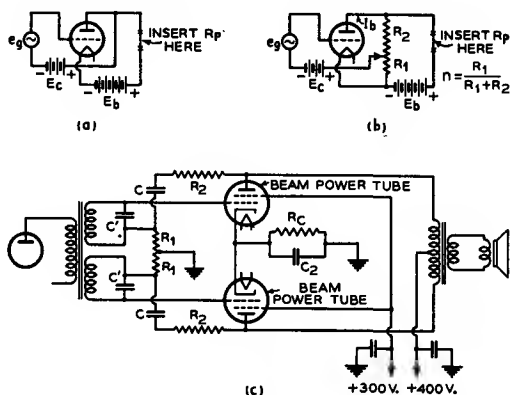 INSERT Rp
HERE
eg
- +
Ec
- +
Eb
(a)
Ib
R2
R1
INSERT Rp
HERE
n = R1 / R1+R2
eg
- +
Ec
- +
Eb
(b)
C
R2
BEAM POWER TUBE
C'
R1
R1
RC
C2
C'
BEAM
POWER TUBE
C
R2
+300 V. +400 V.
(c)